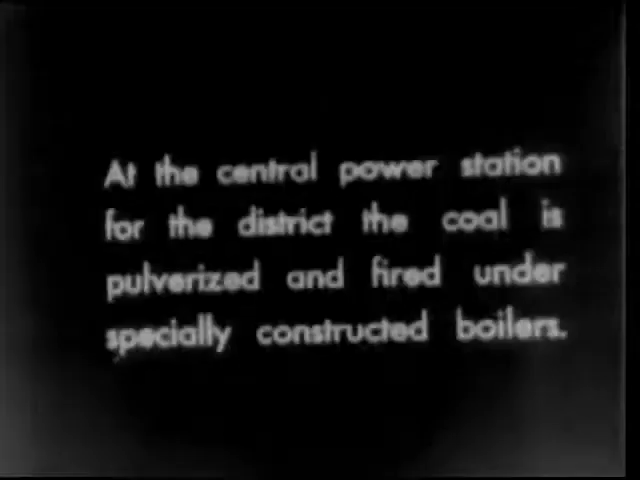 At the central power station
for the district the coal is
pulverized and fired under
specially constructed boilers.